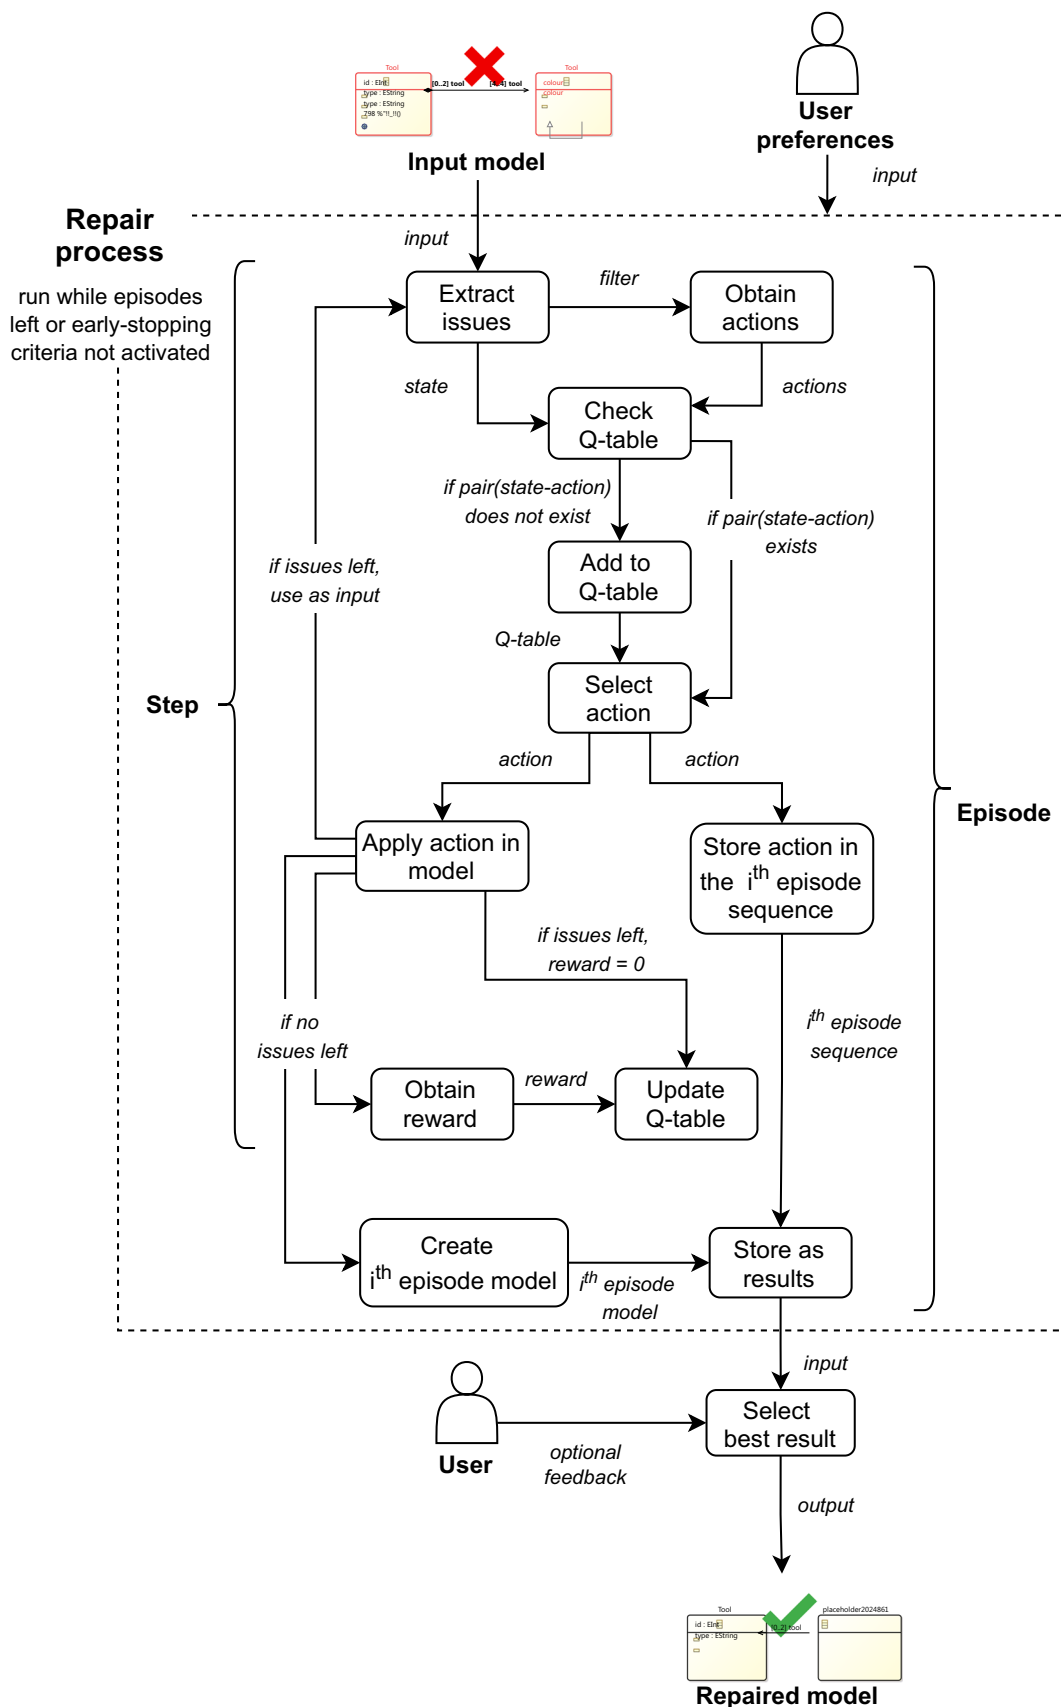 Tool
Tool
id : EInt
[0..2] tool
tool
colour
type : EString
colour
type : EString
Input model
User
preferences
input
Repair
process
input
run while episodes
left or early-stopping
criteria not activated
Extract
issues
filter
Obtain
actions
state
actions
Check
Q-table
if pair(state-action)
does not exist
if pair(state-action)
exists
if issues left,
use as input
Add to
Q-table
Q-table
Select
action
Step
action
action
Episode
Apply action in
model
Store action in
the ith episode
sequence
if issues left,
reward = 0
if no
issues left
ith episode
sequence
Obtain
reward
reward
Update
Q-table
Create
ith episode model
ith episode
model
Store as
results
input
User
optional
feedback
Select
best result
output
Tool
placeholder2024861
id : EInt
[0..2] tool
type : EString
Repaired model